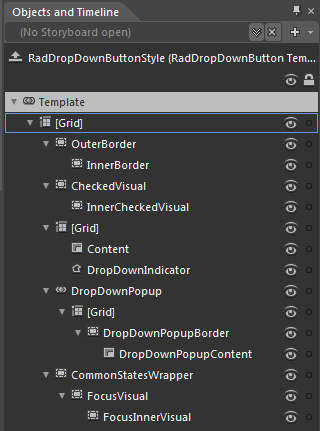 Objects and Timeline
(No Storyboard open)
RadDropDownButtonStyle (RadDropDownButton Tem...
Template
[Grid]
OuterBorder
InnerBorder
CheckedVisual
InnerCheckedVisual
[Grid]
Content
DropDownIndicator
DropDownPopup
[Grid]
DropDownPopupBorder
DropDownPopupContent
CommonStatesWrapper
FocusVisual
FocusInnerVisual